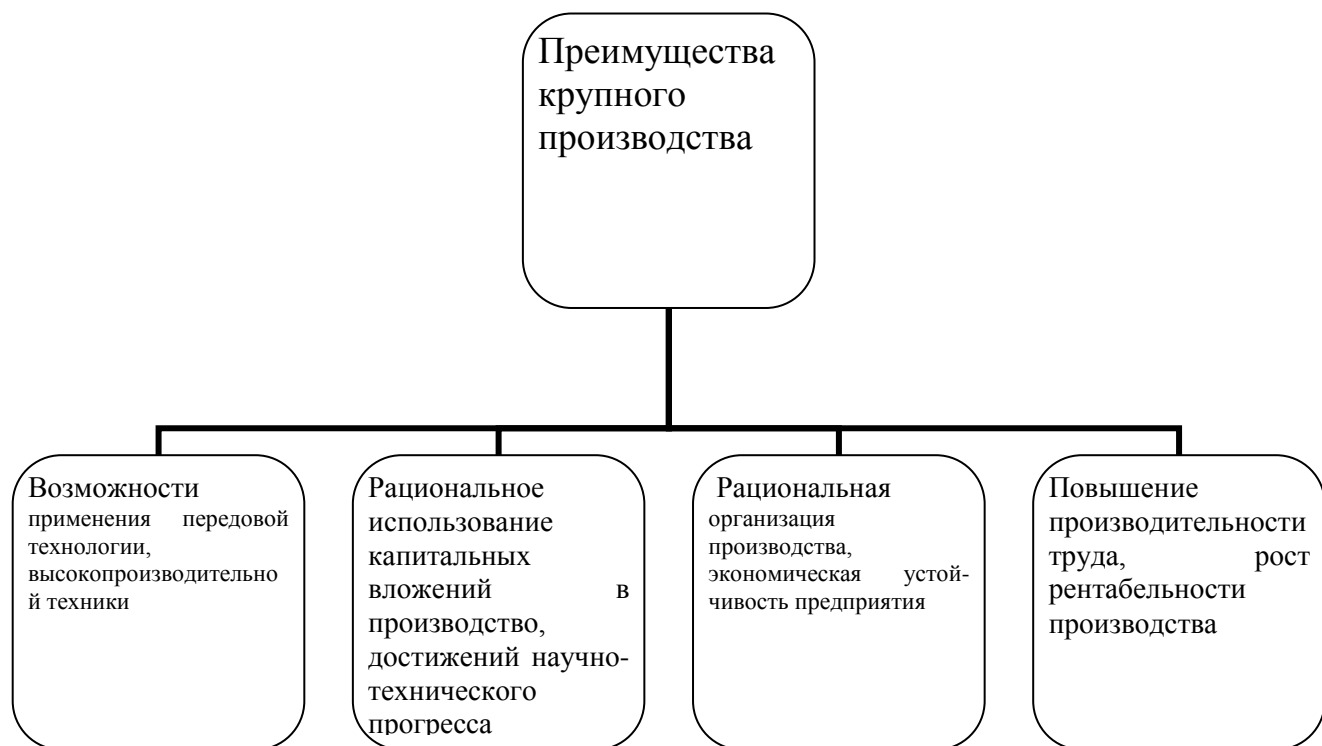 Преимущества
крупного
производства
Возможности
применения передовой
технологии,
высокопроизводительно
й техники
Рациональное
использование
капитальных
вложений в
производство,
достижений научно-
технического
прогресса
Рациональная
организация
производства,
экономическая устой-
чивость предприятия
Повышение
производительности
труда, рост
рентабельности
производства